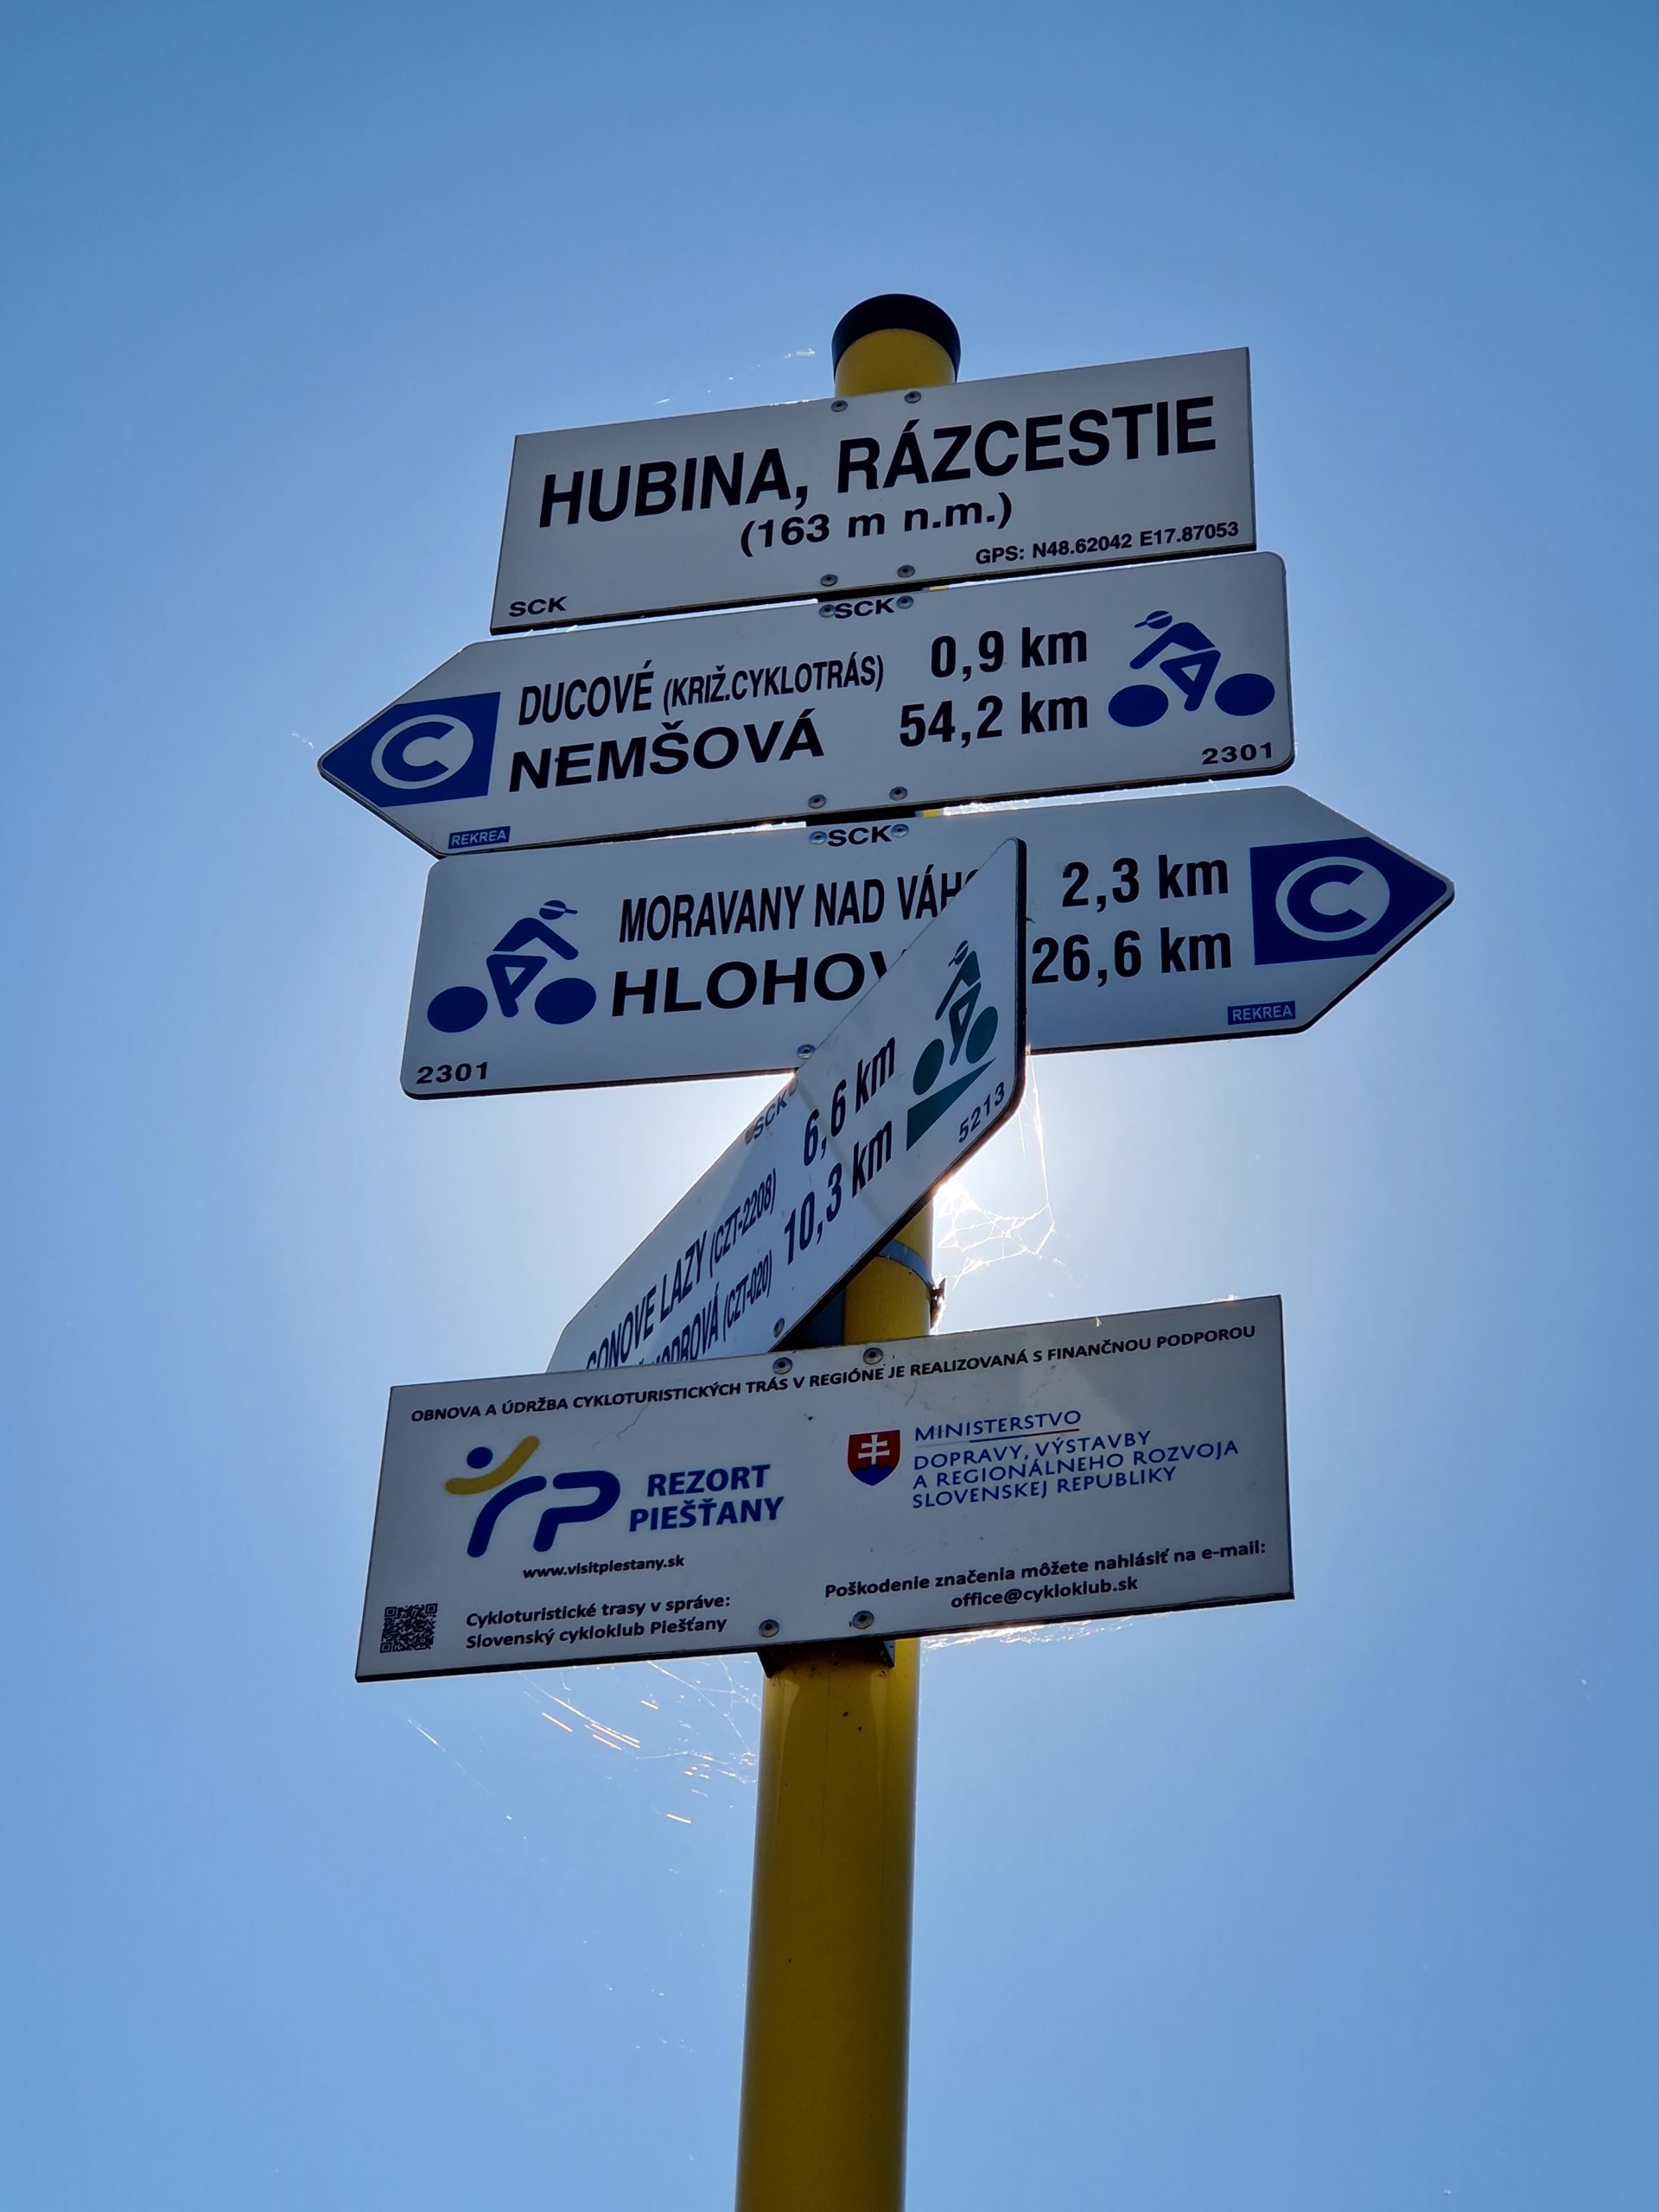 HUBINA, RÁZCESTIE
(163 m n.m.)
GPS: N48.62042 E17.87053
SCK
SCK
DUCOVÉ (KRIŽ.CYKLOTRÁS) 0,9 km
C
NEMŠOVÁ 54,2 km
2301
REKREA
SCK
MORAVANY NAD 2,3 km
C
26,6 km
REKREA
2301
SCK
LAZY (CZT-2208) 6,6 km
(CZT-020) 10,3 km
5213
OBNOVA A ÚDRŽBA CYKLOTURISTICKÝCH TRÁS V REGIÓNE JE REALIZOVANÁ S FINANČNOU PODPOROU
REZORT
PIEŠŤANY
www.visitpiestany.sk
MINISTERSTVO
DOPRAVY, VÝSTAVBY
A REGIONÁLNEHO ROZVOJA
SLOVENSKEJ REPUBLIKY
Cykloturistické trasy v správe:
Slovenský cykloklub Piešťany
Poškodenie značenia môžete nahlásiť na e-mail:
office@cykloklub.sk